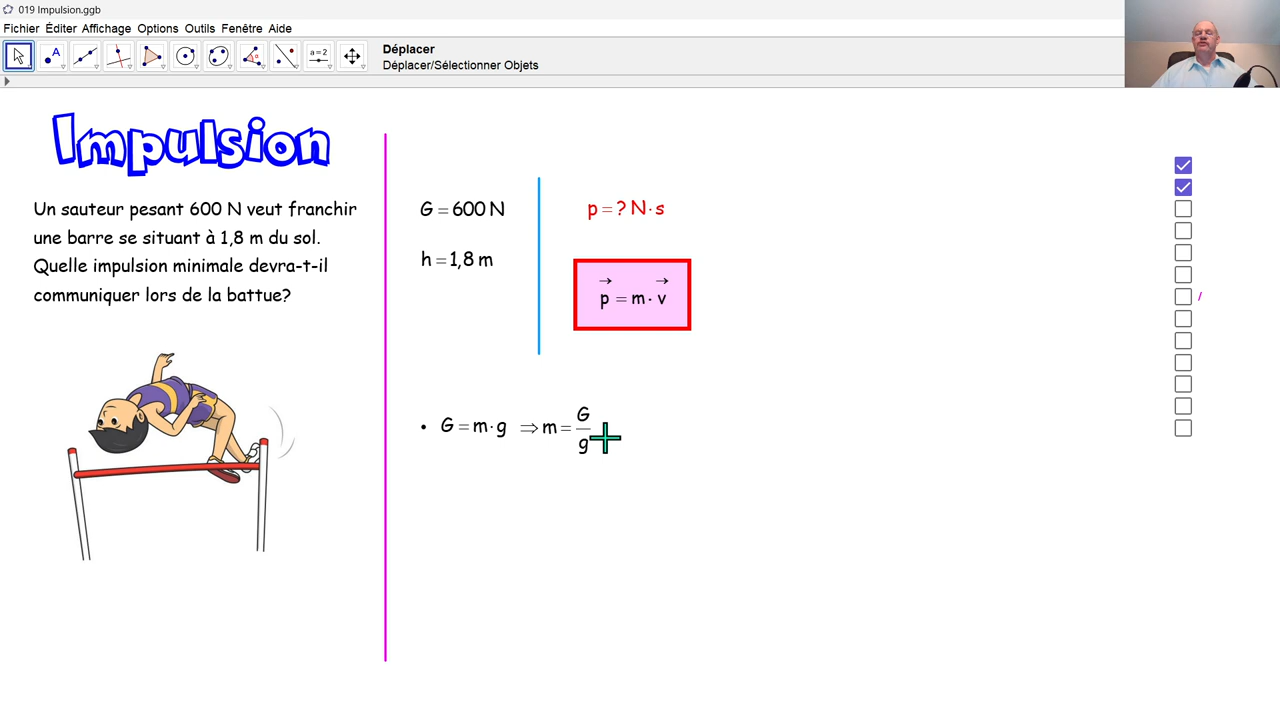 019 Impulsion.ggb
Fichier Éditer Affichage Options Outils Fenêtre Aide
A
a=2
Déplacer
Déplacer/Sélectionner Objets
Impulsion
Un sauteur pesant 600 N veut franchir
une barre se situant à 1,8 m du sol.
Quelle impulsion minimale devra-t-il
communiquer lors de la battue?
G = 600 N
h = 1,8 m
p = ? N · s
p⃗ = m · v⃗
• G = m · g ⇒ m = G/g
/